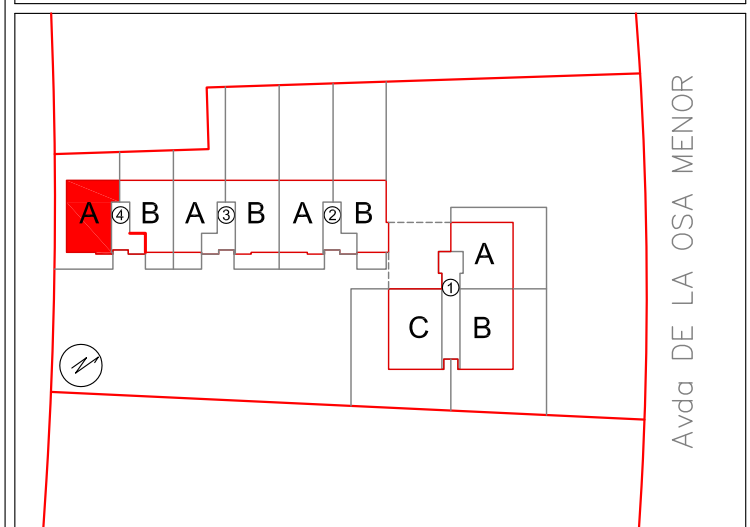 A 4 B A 3 B A 2 B
A
1
C B
Avda DE LA OSA MENOR